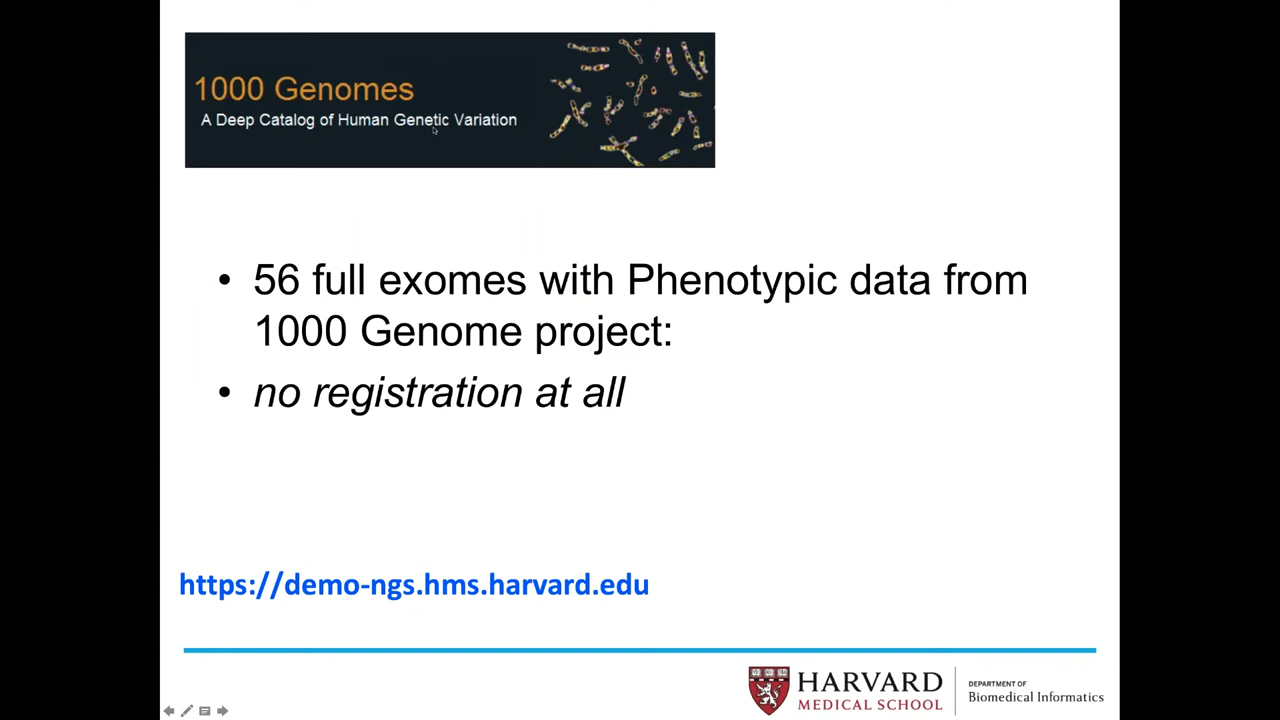 1000 Genomes
A Deep Catalog of Human Genetic Variation
• 56 full exomes with Phenotypic data from
1000 Genome project:
• no registration at all
https://demo-ngs.hms.harvard.edu
HARVARD
MEDICAL SCHOOL
DEPARTMENT OF
Biomedical Informatics